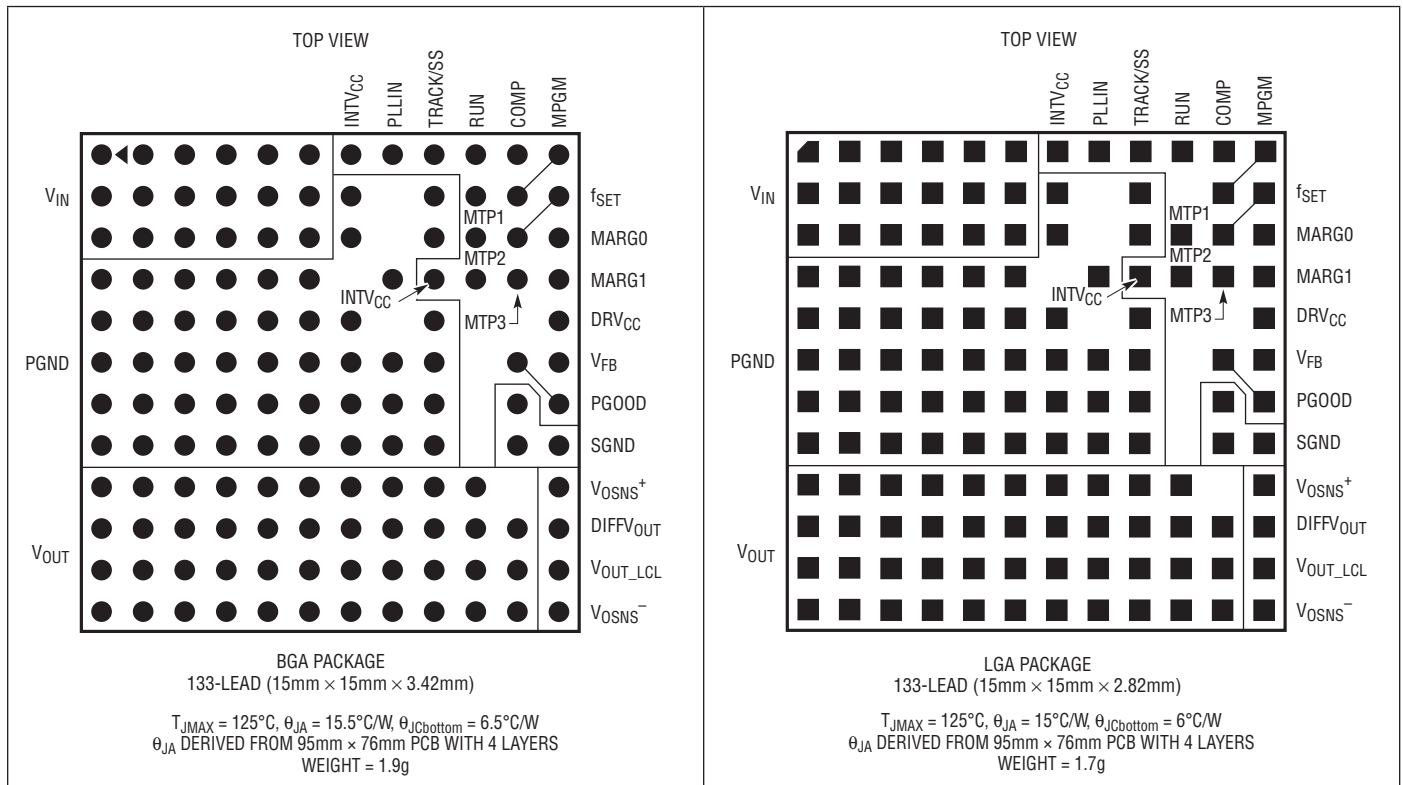 TOP VIEW
INTVCC
PLLIN
TRACK/SS
RUN
COMP
MPGM
VIN
fSET
MTP1
MARG0
MTP2
MARG1
INTVCC
MTP3
DRVCC
PGND
VFB
PGOOD
SGND
VOSNS+
DIFFVOUT
VOUT
VOUT_LCL
VOSNS–
BGA PACKAGE
133-LEAD (15mm × 15mm × 3.42mm)
TJMAX = 125°C, θJA = 15.5°C/W, θJCbottom = 6.5°C/W
θJA DERIVED FROM 95mm × 76mm PCB WITH 4 LAYERS
WEIGHT = 1.9g
TOP VIEW
INTVCC
PLLIN
TRACK/SS
RUN
COMP
MPGM
VIN
fSET
MTP1
MARG0
MTP2
MARG1
INTVCC
MTP3
DRVCC
PGND
VFB
PGOOD
SGND
VOSNS+
DIFFVOUT
VOUT
VOUT_LCL
VOSNS–
LGA PACKAGE
133-LEAD (15mm × 15mm × 2.82mm)
TJMAX = 125°C, θJA = 15°C/W, θJCbottom = 6°C/W
θJA DERIVED FROM 95mm × 76mm PCB WITH 4 LAYERS
WEIGHT = 1.7g